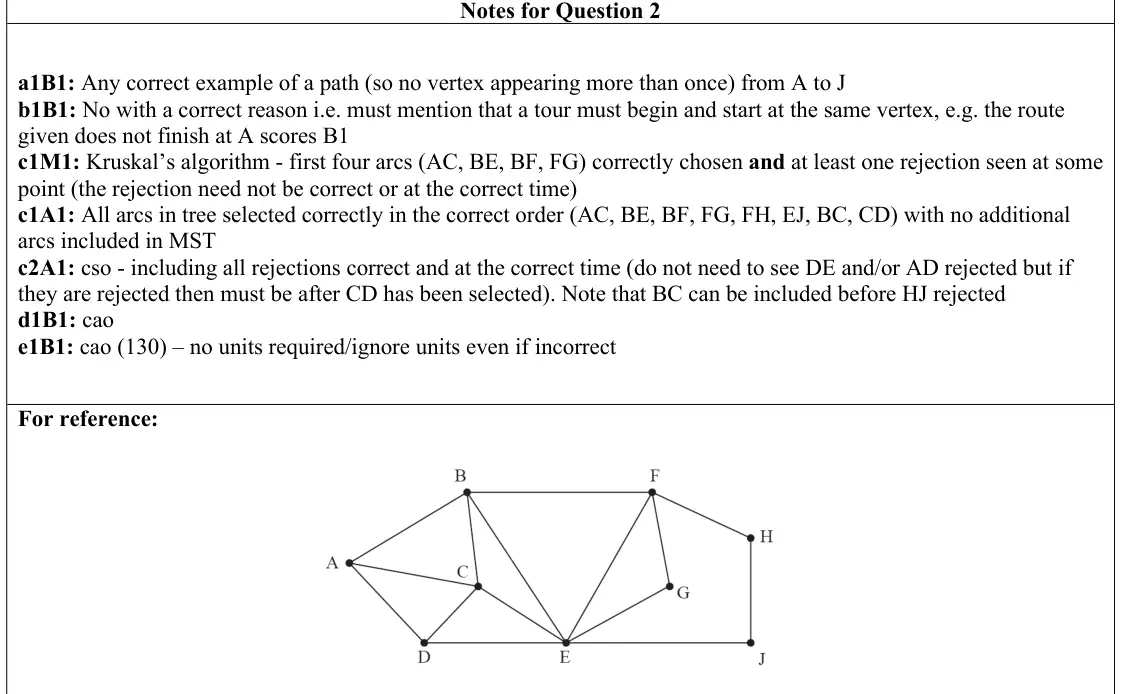 Notes for Question 2
a1B1: Any correct example of a path (so no vertex appearing more than once) from A to J
b1B1: No with a correct reason i.e. must mention that a tour must begin and start at the same vertex, e.g. the route
given does not finish at A scores B1
c1M1: Kruskal’s algorithm - first four arcs (AC, BE, BF, FG) correctly chosen and at least one rejection seen at some
point (the rejection need not be correct or at the correct time)
c1A1: All arcs in tree selected correctly in the correct order (AC, BE, BF, FG, FH, EJ, BC, CD) with no additional
arcs included in MST
c2A1: cso - including all rejections correct and at the correct time (do not need to see DE and/or AD rejected but if
they are rejected then must be after CD has been selected). Note that BC can be included before HJ rejected
d1B1: cao
e1B1: cao (130) – no units required/ignore units even if incorrect
For reference:
B
F
H
A
C
G
D
E
J